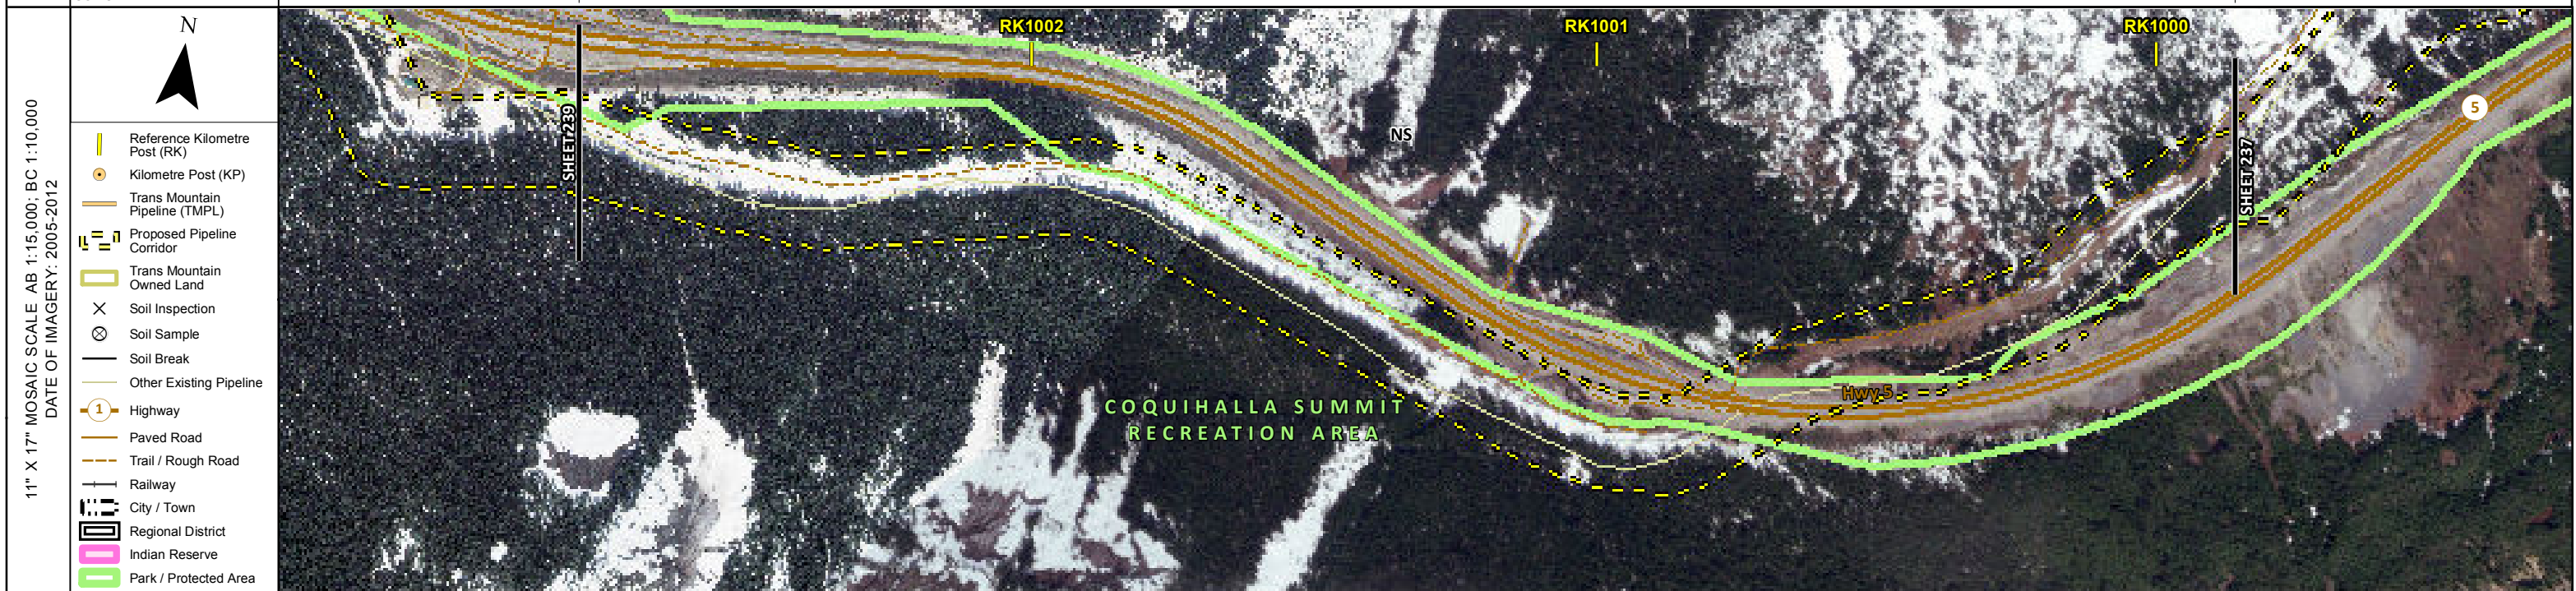 11" X 17" MOSAIC SCALE AB 1:15,000; BC 1:10,000
DATE OF IMAGERY: 2005-2012
N
Reference Kilometre
Post (RK)
Kilometre Post (KP)
Trans Mountain
Pipeline (TMPL)
Proposed Pipeline
Corridor
Trans Mountain
Owned Land
Soil Inspection
Soil Sample
Soil Break
Other Existing Pipeline
1
Highway
Paved Road
Trail / Rough Road
Railway
City / Town
Regional District
Indian Reserve
Park / Protected Area
RK1002
RK1001
RK1000
SHEET 239
NS
SHEET 237
5
Hwy 5
COQUIHALLA SUMMIT
RECREATION AREA